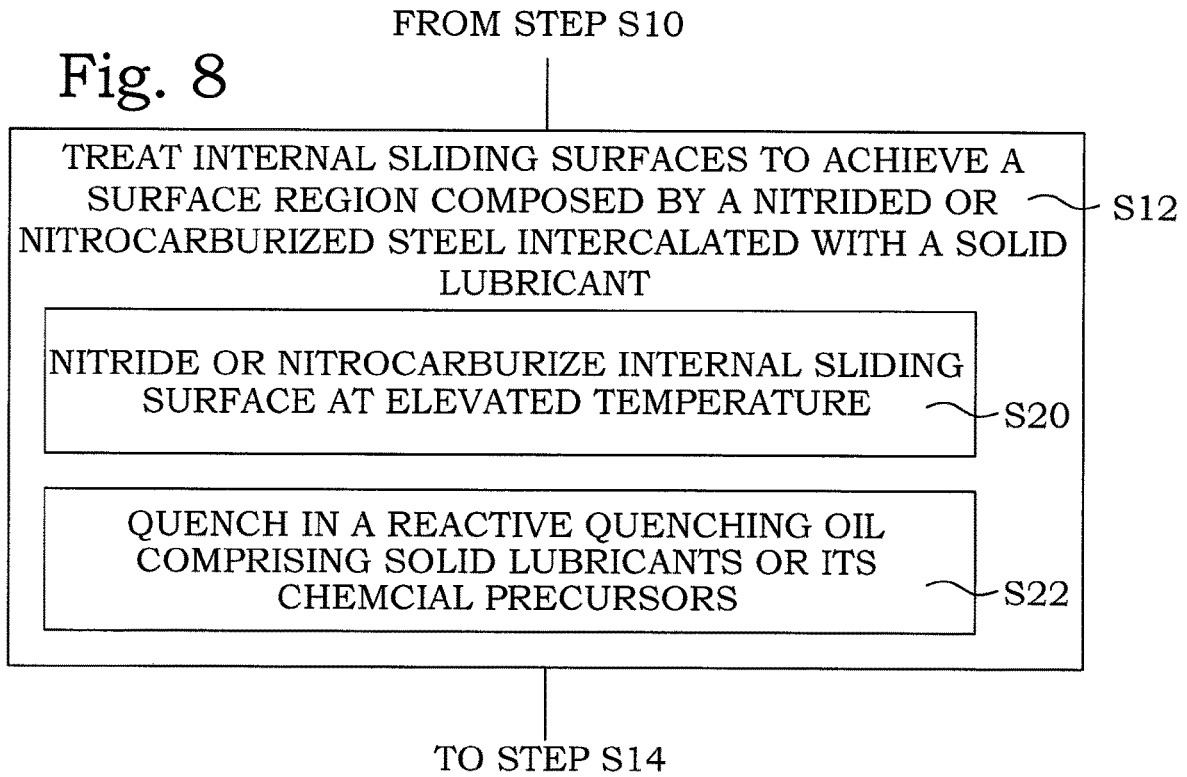 FROM STEP S10
Fig. 8
TREAT INTERNAL SLIDING SURFACES TO ACHIEVE A
SURFACE REGION COMPOSED BY A NITRIDED OR
NITROCARBURIZED STEEL INTERCALATED WITH A SOLID
LUBRICANT
S12
NITRIDE OR NITROCARBURIZE INTERNAL SLIDING
SURFACE AT ELEVATED TEMPERATURE
S20
QUENCH IN A REACTIVE QUENCHING OIL
COMPRISING SOLID LUBRICANTS OR ITS
CHEMCIAL PRECURSORS
S22
TO STEP S14